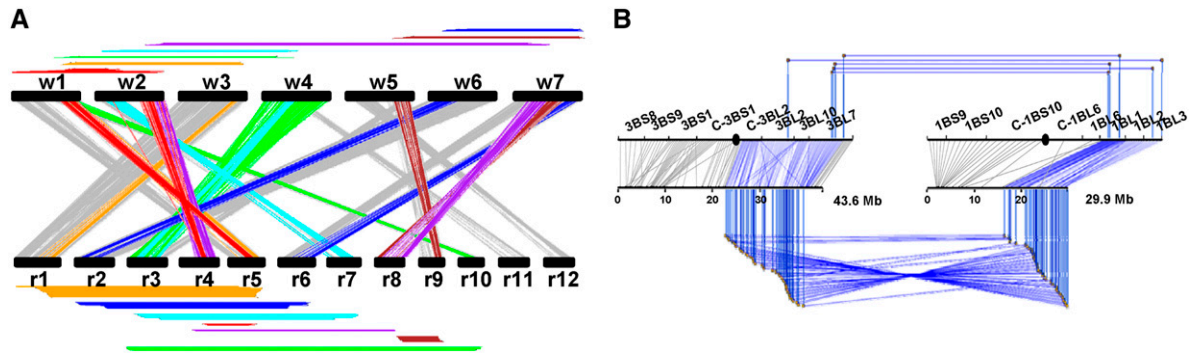 A
B
w1 w2 w3 w4 w5 w6 w7
r1 r2 r3 r4 r5 r6 r7 r8 r9 r10 r11 r12
3BS8 3BS9 3BS1 C-3BS1 C-3BL2 3BL2 3BL10 3BL7
1BS9 1BS10 C-1BS10 C-1BL6 1BL6 1BL1 1BL2 1BL3
0 10 30 43.6 Mb
0 10 20 29.9 Mb